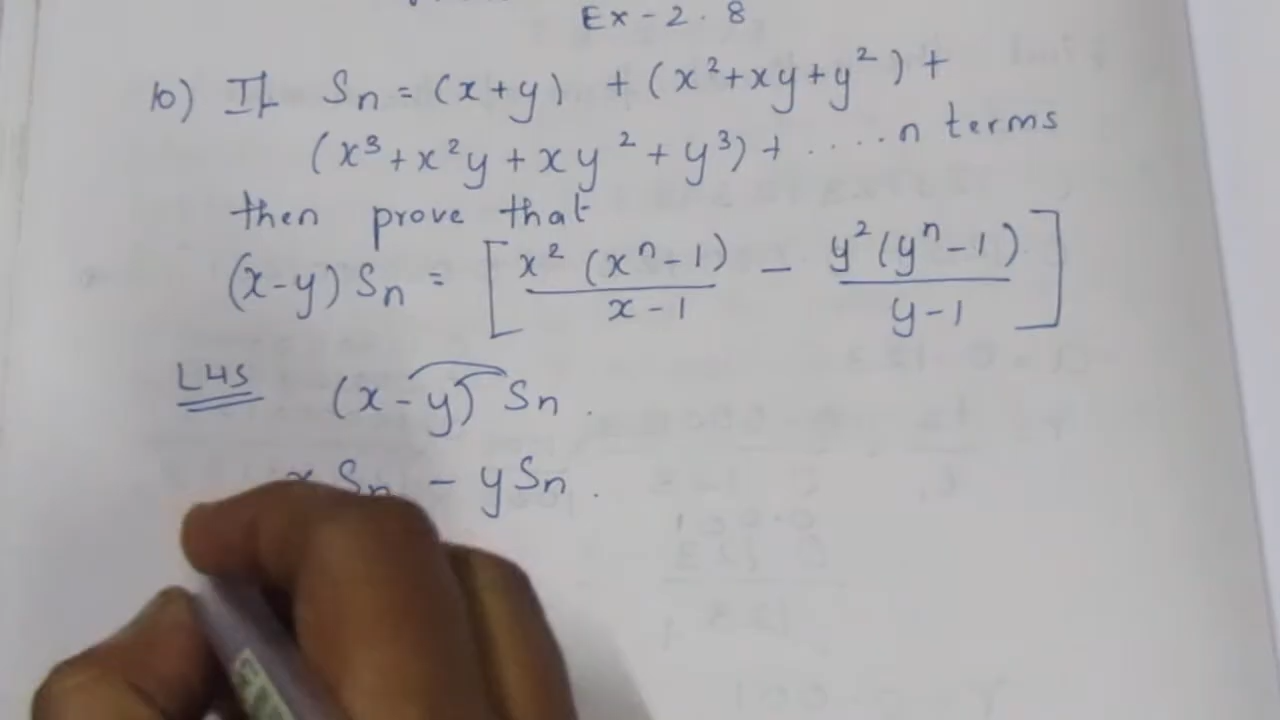 Ex - 2.8
10) If Sn = (x+y) + (x²+xy+y²) +
(x³+x²y+xy²+y³) + ....n terms
then prove that
(x-y) Sn = [x²(xⁿ-1)/x-1 - y²(yⁿ-1)/y-1]
LHS (x-y) Sn.
x Sn - ySn.